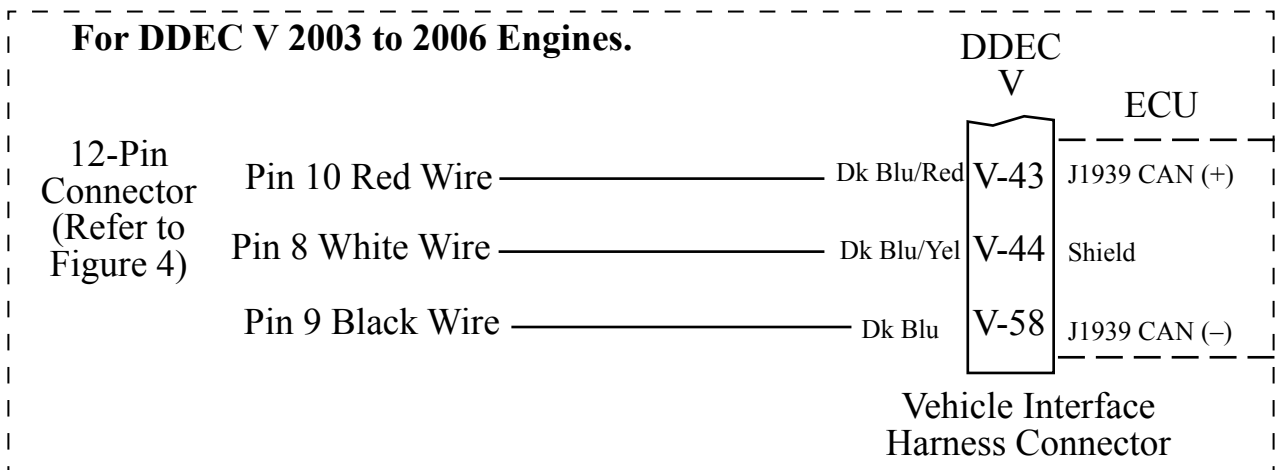 For DDEC V 2003 to 2006 Engines.
DDEC
V
ECU
12-Pin
Connector
(Refer to
Figure 4)
Pin 10 Red Wire
Dk Blu/Red
V-43
J1939 CAN (+)
Pin 8 White Wire
Dk Blu/Yel
V-44
Shield
Pin 9 Black Wire
Dk Blu
V-58
J1939 CAN (–)
Vehicle Interface
Harness Connector